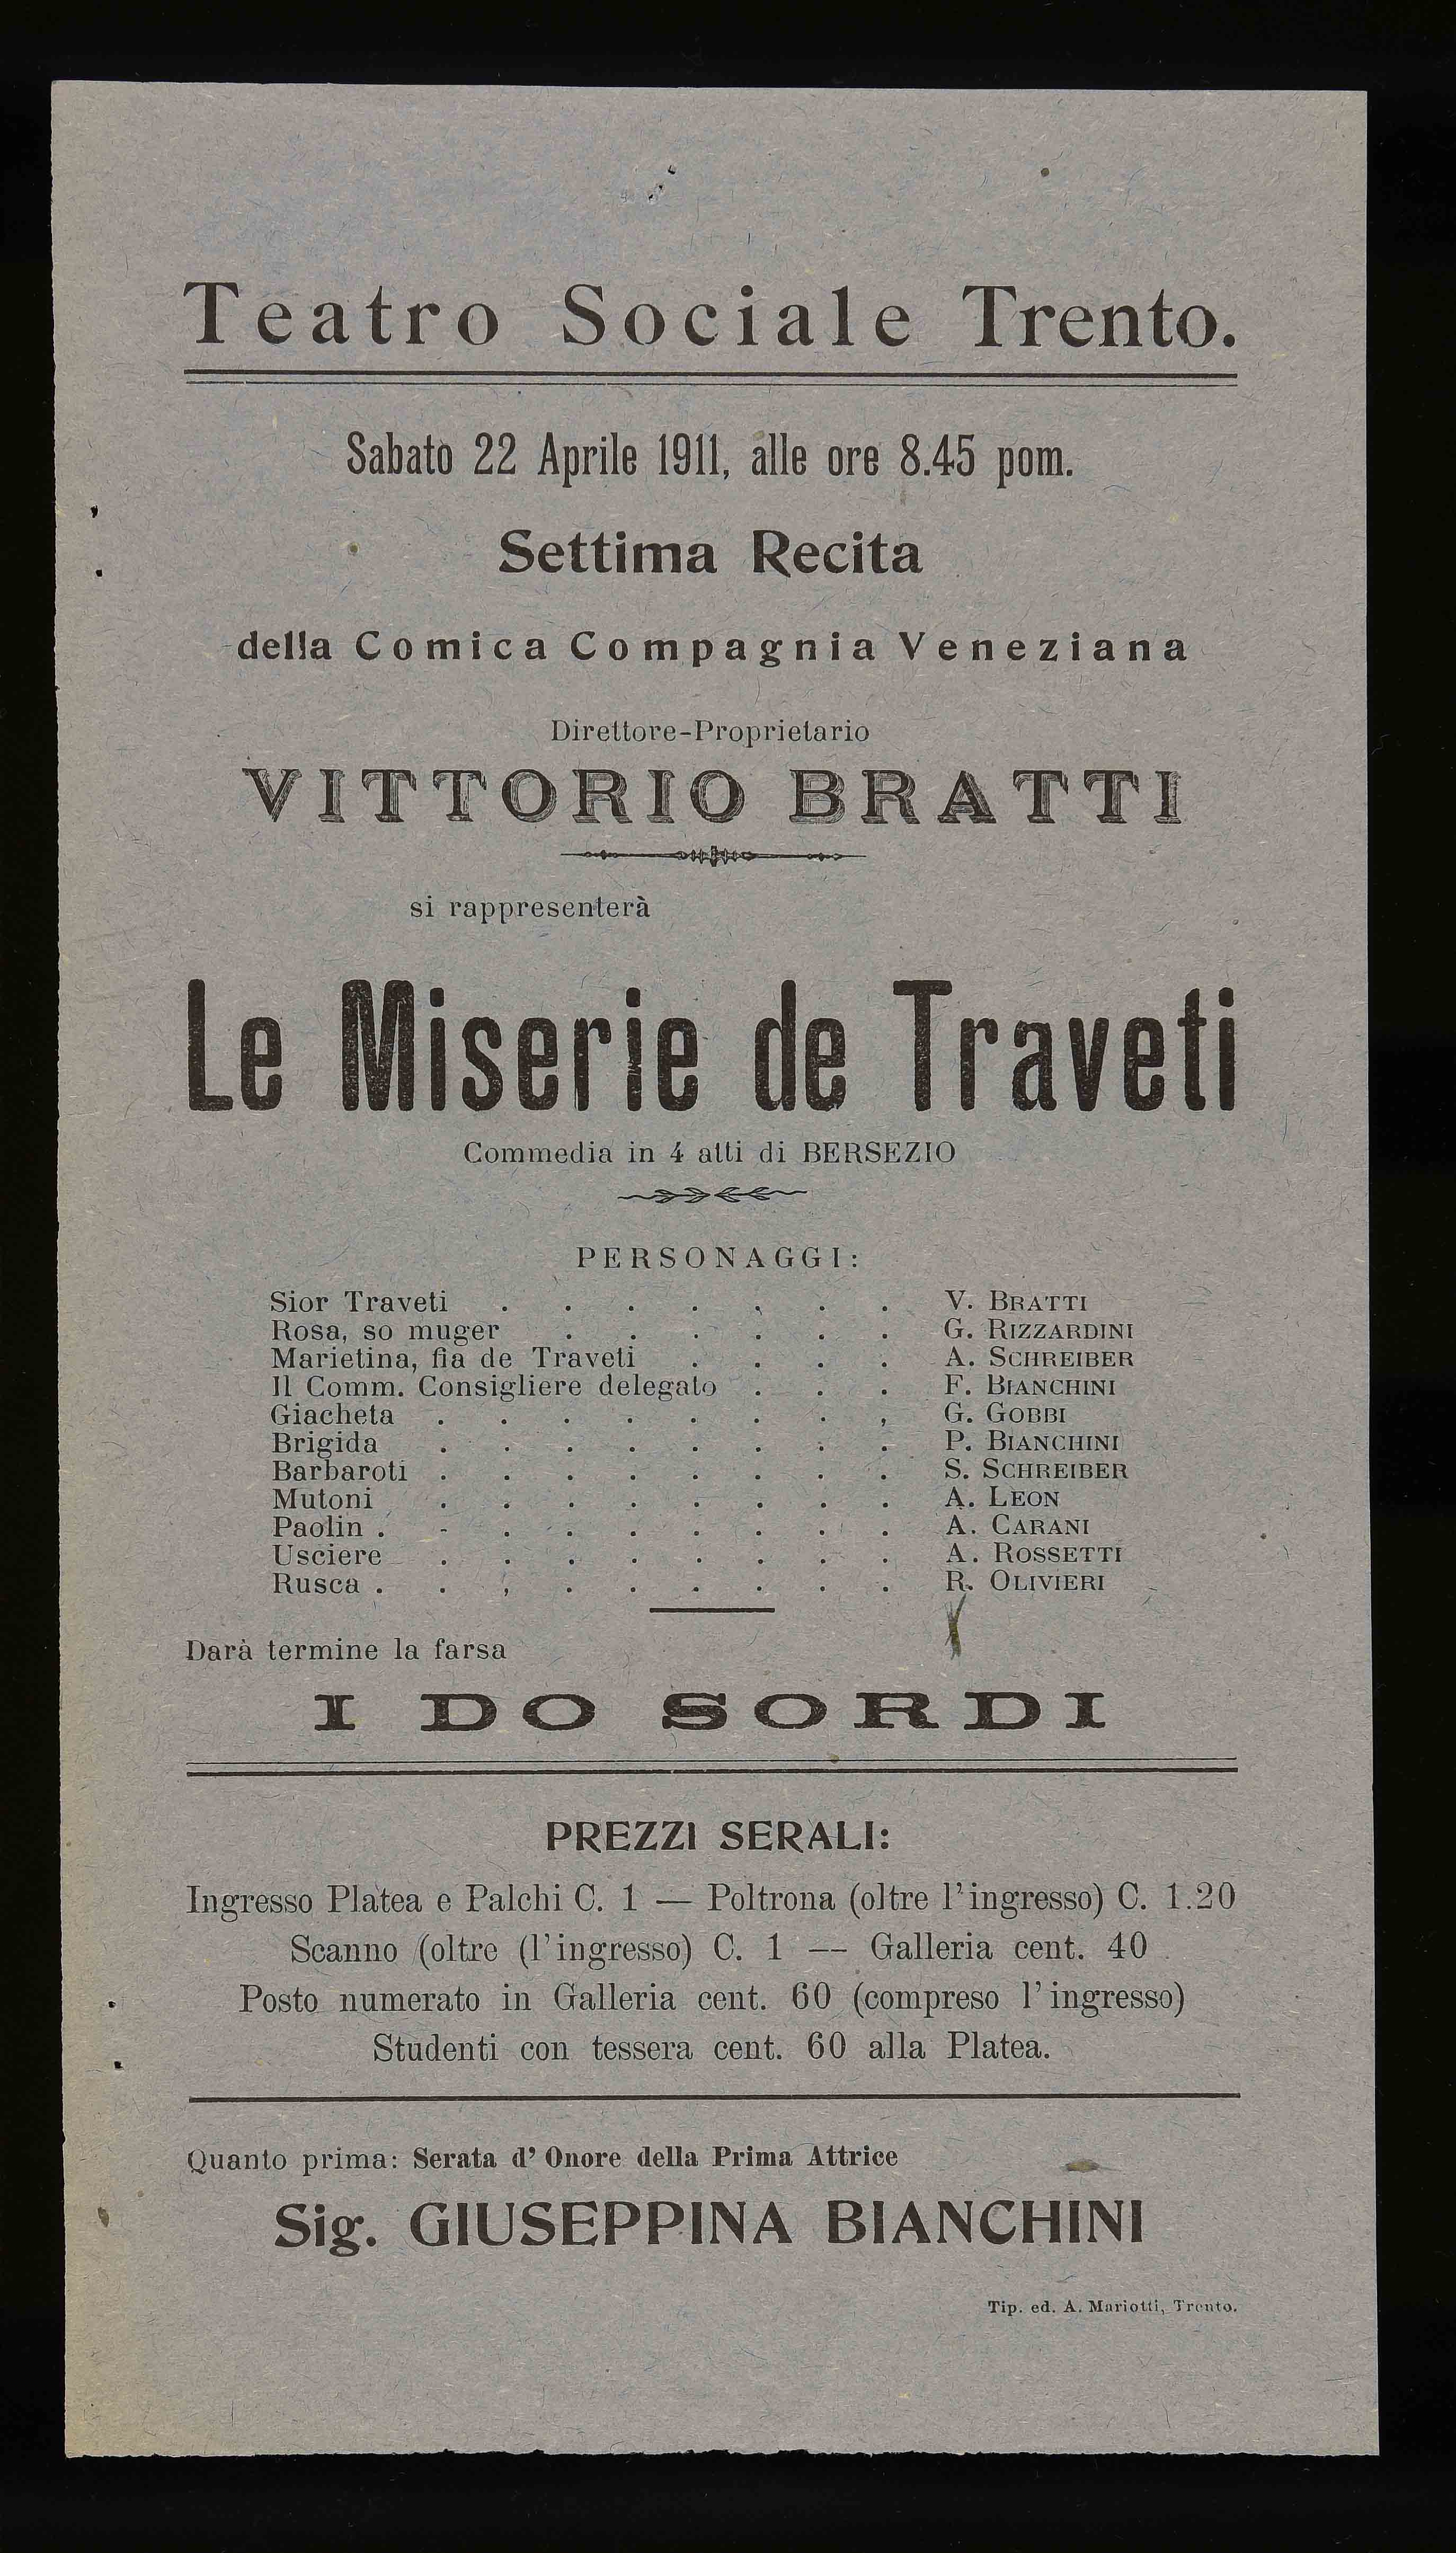 Teatro Sociale Trento.
Sabato 22 Aprile 1911, alle ore 8.45 pom.
Settima Recita
della Comica Compagnia Veneziana
Direttore-Proprietario
VITTORIO BRATTI
si rappresenterà
Le Miserie de Traveti
Commedia in 4 atti di BERSEZIO
PERSONAGGI:
Sior Traveti . . . . . . . V. BRATTI
Rosa, so muger . . . . . . G. RIZZARDINI
Marietina, fia de Traveti . . . . A. SCHREIBER
Il Comm. Consigliere delegato . . . F. BIANCHINI
Giacheta . . . . . . . , G. GOBBI
Brigida . . . . . . . . P. BIANCHINI
Barbaroti . . . . . . . . S. SCHREIBER
Mutoni . . . . . . . . A. LEON
Paolin . - . . . . . . . A. CARANI
Usciere . . . . . . . . A. ROSSETTI
Rusca . . , . . . . . . R. OLIVIERI
Darà termine la farsa
I DO SORDI
PREZZI SERALI:
Ingresso Platea e Palchi C. 1 — Poltrona (oltre l'ingresso) C. 1.20
Scanno (oltre (l'ingresso) C. 1 — Galleria cent. 40
Posto numerato in Galleria cent. 60 (compreso l'ingresso)
Studenti con tessera cent. 60 alla Platea.
Quanto prima: Serata d' Onore della Prima Attrice
Sig. GIUSEPPINA BIANCHINI
Tip. ed. A. Mariotti, Trento.